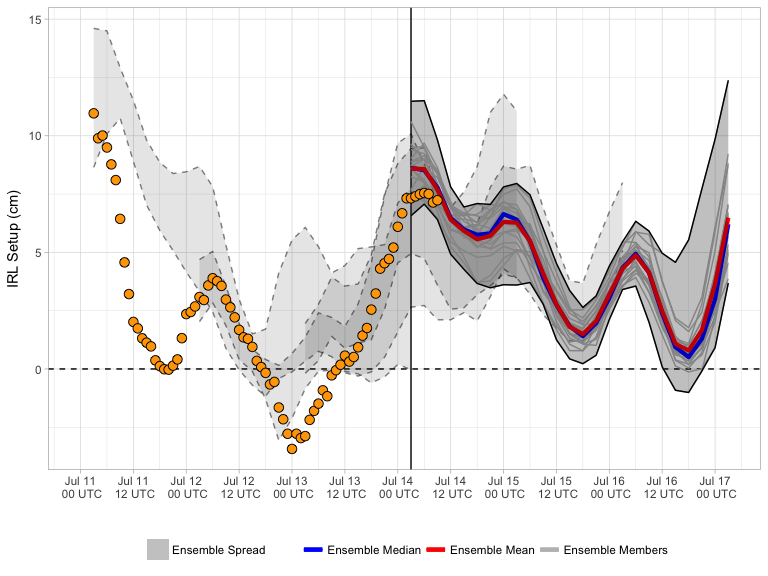 15
10
5
0
IRL Setup (cm)
Jul 11
00 UTC
Jul 11
12 UTC
Jul 12
00 UTC
Jul 12
12 UTC
Jul 13
00 UTC
Jul 13
12 UTC
Jul 14
00 UTC
Jul 14
12 UTC
Jul 15
00 UTC
Jul 15
12 UTC
Jul 16
00 UTC
Jul 16
12 UTC
Jul 17
00 UTC
Ensemble Spread
Ensemble Median
Ensemble Mean
Ensemble Members